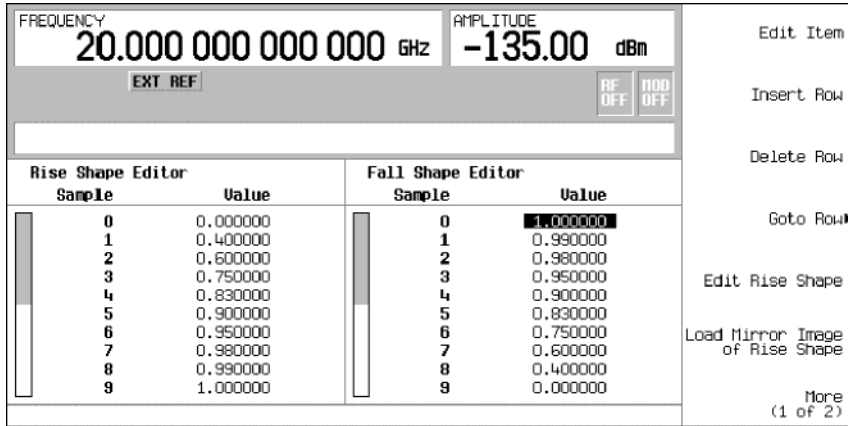 FREQUENCY
20.000 000 000 000 GHz
AMPLITUDE
-135.00 dBm
EXT REF
RF OFF
MOD OFF
Rise Shape Editor
Sample Value
0 0.000000
1 0.400000
2 0.600000
3 0.750000
4 0.830000
5 0.900000
6 0.950000
7 0.980000
8 0.990000
9 1.000000
Fall Shape Editor
Sample Value
0 1.000000
1 0.990000
2 0.980000
3 0.950000
4 0.900000
5 0.830000
6 0.750000
7 0.600000
8 0.400000
9 0.000000
Edit Item
Insert Row
Delete Row
Goto Row
Edit Rise Shape
Load Mirror Image
of Rise Shape
More
(1 of 2)